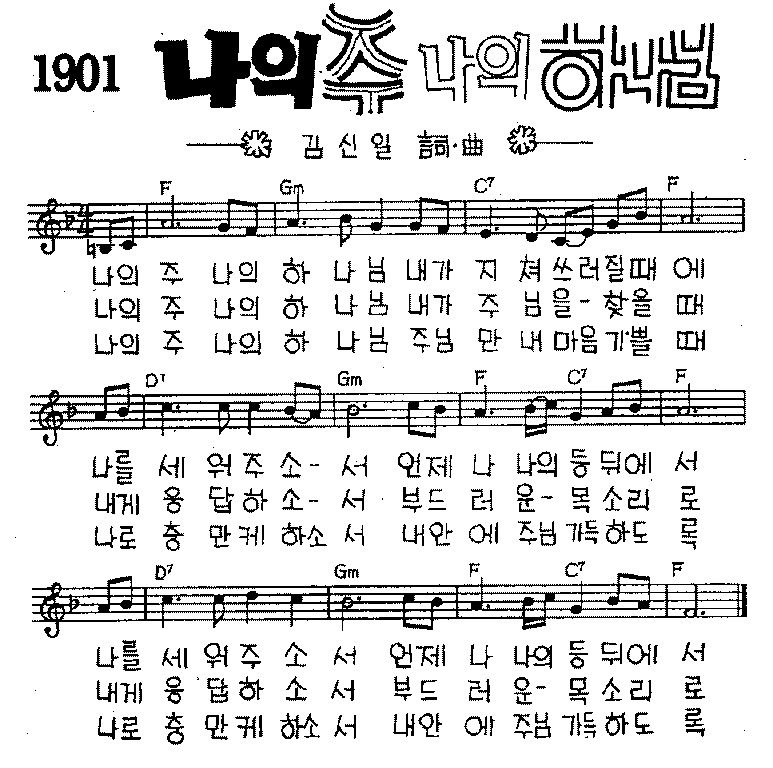 1901 나의 주 나의 하나님
김신일 詞·曲
F Gm C7 F
나의 주 나의 하 나님 내가 지 쳐쓰러질때에
나의 주 나의 하 나님 내가 주 님을-찾을 때
나의 주 나의 하 나님 주님 만 내마음기쁠 때
D7 Gm F C7 F
나를 세 워주소-서 언제 나 나의등뒤에서
내게 응 답하소-서 부드 러운-목소리로
나로 충 만케하소서 내안 에 주님가득하도록
D7 Gm F C7 F
나를 세워주 소 서 언제 나 나의등뒤에 서
내게 응답하 소 서 부드 러운-목소리 로
나로 충만케 하소 서 내안 에 주님가득하도 록